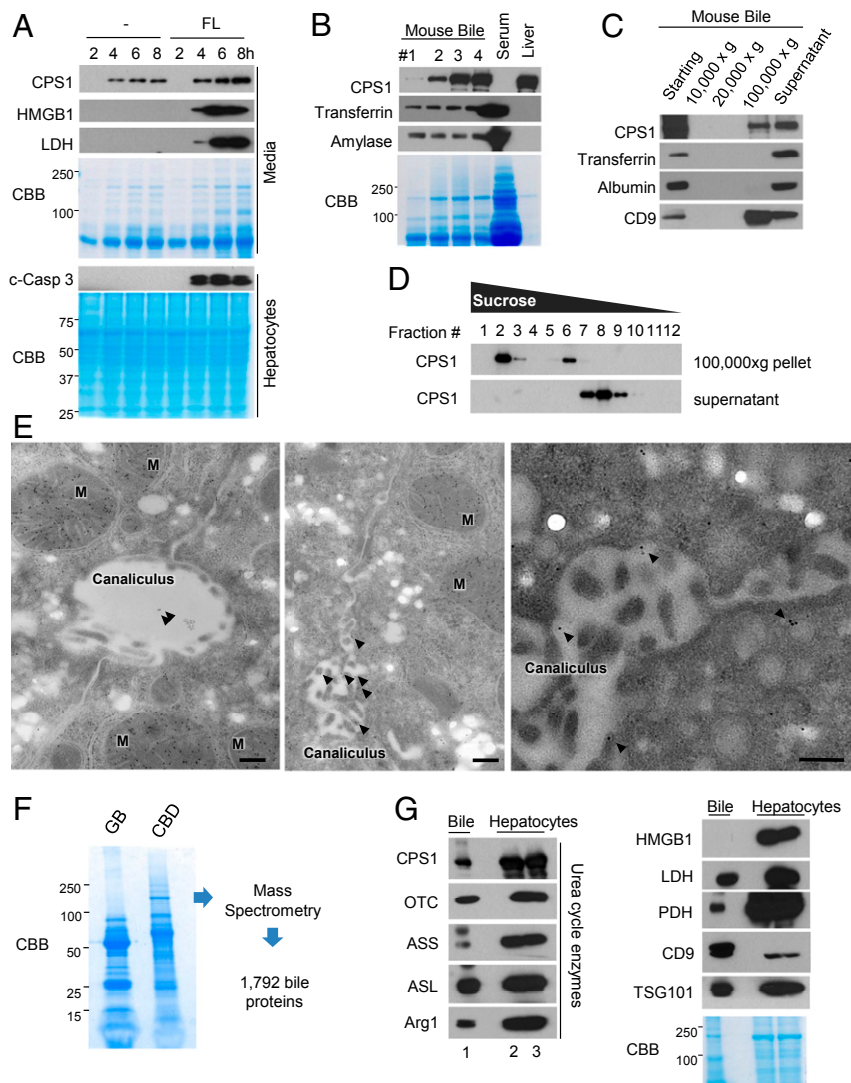 A
- FL
2 4 6 8 2 4 6 8h
CPS1
HMGB1
LDH
250
CBB
100
Media
c-Casp 3
75
CBB
50
37
25
Hepatocytes
B
Mouse Bile
Serum
Liver
#1 2 3 4
CPS1
Transferrin
Amylase
250
CBB
100
C
Mouse Bile
Starting
10,000 x g
20,000 x g
100,000 x g
Supernatant
CPS1
Transferrin
Albumin
CD9
D
Sucrose
Fraction # 1 2 3 4 5 6 7 8 9 10 11 12
CPS1 100,000xg pellet
CPS1 supernatant
E
M
M
Canaliculus
M
M
M
M
Canaliculus
Canaliculus
F
GB CBD
250
100
CBB
50
25
15
Mass
Spectrometry
1,792 bile
proteins
G
Bile Hepatocytes
CPS1
OTC
ASS
ASL
Arg1
1 2 3
Urea cycle enzymes
Bile Hepatocytes
HMGB1
LDH
PDH
CD9
TSG101
250
CBB
100